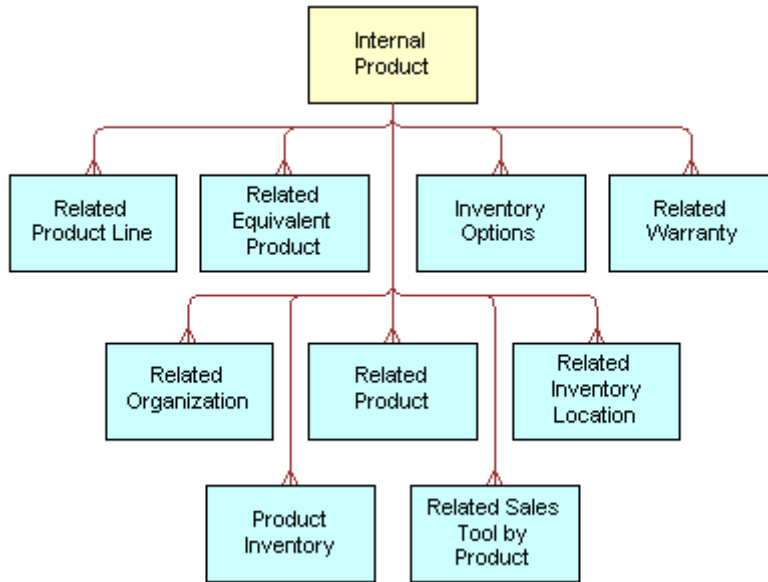 Internal
Product
Related
Product Line
Related
Equivalent
Product
Inventory
Options
Related
Warranty
Related
Organization
Related
Product
Related
Inventory
Location
Product
Inventory
Related Sales
Tool by
Product